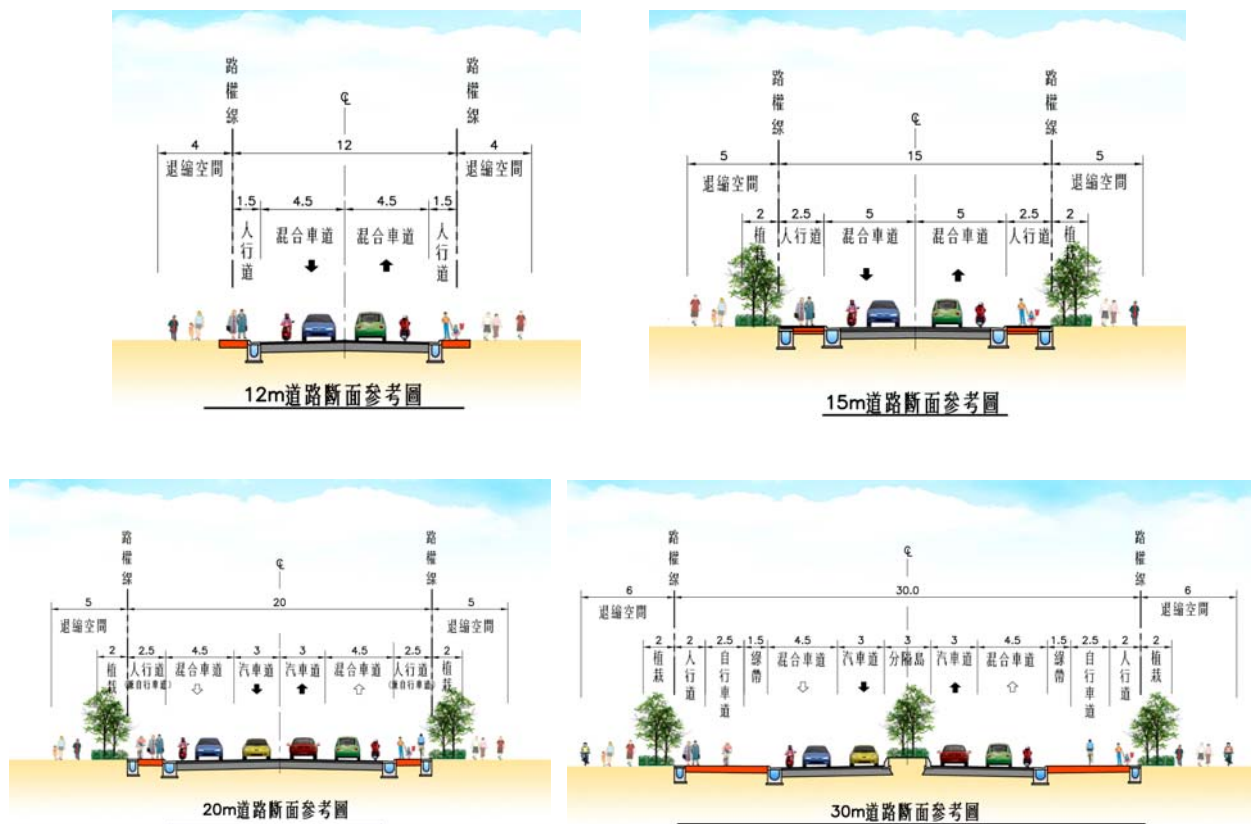 路權線
路權線
℄
4 12 4
退縮空間 退縮空間
1.5 4.5 4.5 1.5
人行道 混合車道 混合車道 人行道
12m道路斷面參考圖
路權線
路權線
℄
5 15 5
退縮空間 退縮空間
2 2.5 5 5 2.5 2
植栽 人行道 混合車道 混合車道 人行道 植栽
15m道路斷面參考圖
路權線
路權線
℄
5 20 5
退縮空間 退縮空間
2 2.5 4.5 3 3 4.5 2.5 2
植栽 人行道 混合車道 汽車道 汽車道 混合車道 人行道 植栽
(兼自行車道) (兼自行車道)
20m道路斷面參考圖
路權線
路權線
℄
6 30.0 6
退縮空間 退縮空間
2 2 2.5 1.5 4.5 3 3 3 4.5 1.5 2.5 2 2
植栽 人行道 自行車道 綠帶 混合車道 汽車道 分隔島 汽車道 混合車道 綠帶 自行車道 人行道 植栽
30m道路斷面參考圖